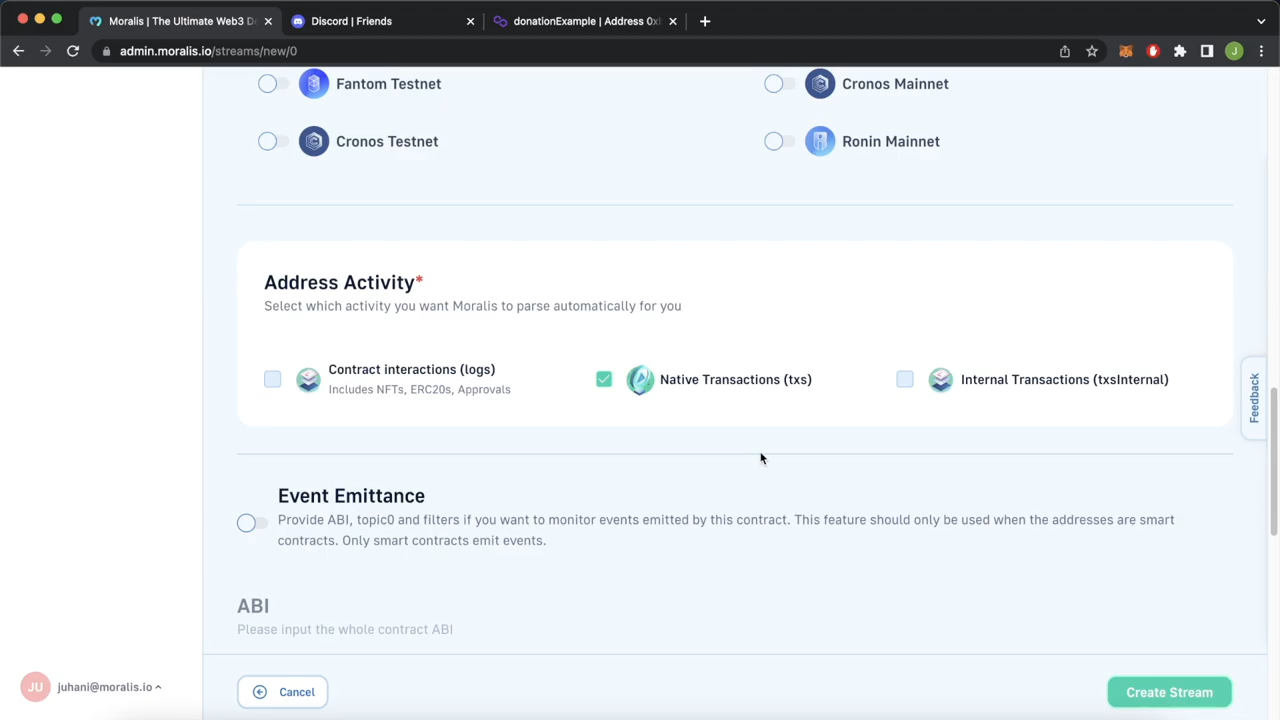 Moralis | The Ultimate Web3 D
Discord | Friends
donationExample | Address 0x
admin.moralis.io/streams/new/0
J
Fantom Testnet
Cronos Mainnet
Cronos Testnet
Ronin Mainnet
Address Activity*
Select which activity you want Moralis to parse automatically for you
Contract interactions (logs)
Includes NFTs, ERC20s, Approvals
Native Transactions (txs)
Internal Transactions (txsInternal)
Feedback
Event Emittance
Provide ABI, topic0 and filters if you want to monitor events emitted by this contract. This feature should only be used when the addresses are smart
contracts. Only smart contracts emit events.
ABI
Please input the whole contract ABI
JU
juhani@moralis.io
Cancel
Create Stream